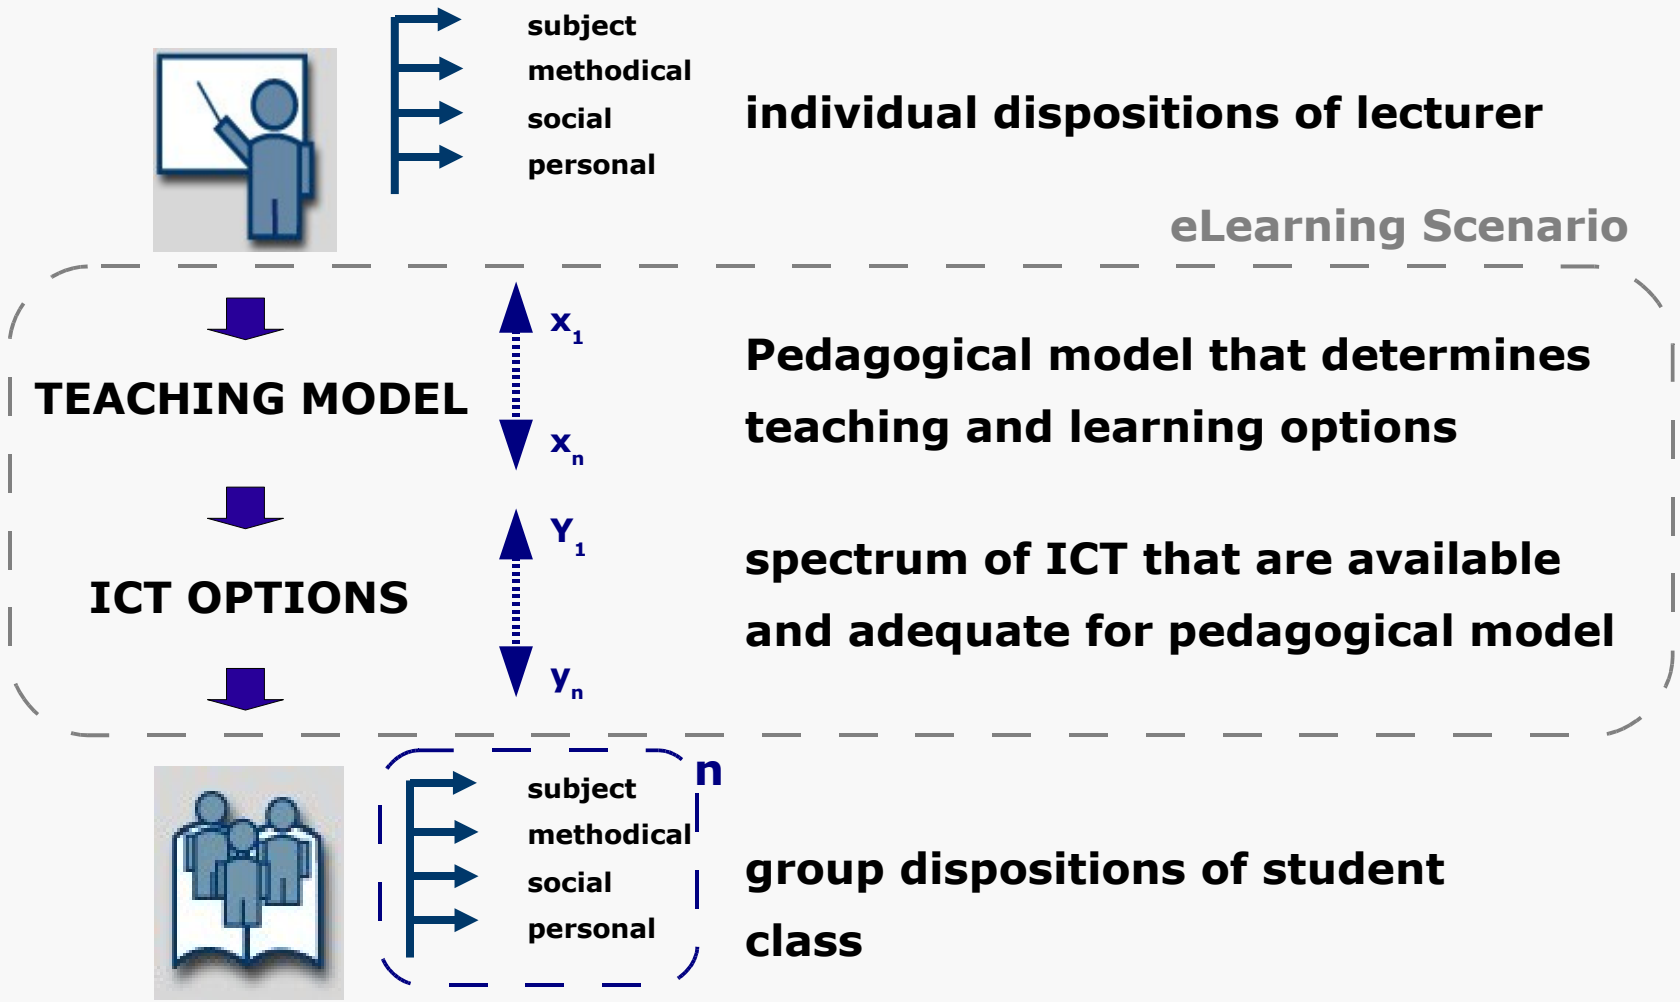 subject
methodical
social
personal
individual dispositions of lecturer
eLearning Scenario
TEACHING MODEL
x1
xn
Pedagogical model that determines
teaching and learning options
ICT OPTIONS
Y1
yn
spectrum of ICT that are available
and adequate for pedagogical model
n
subject
methodical
social
personal
group dispositions of student
class